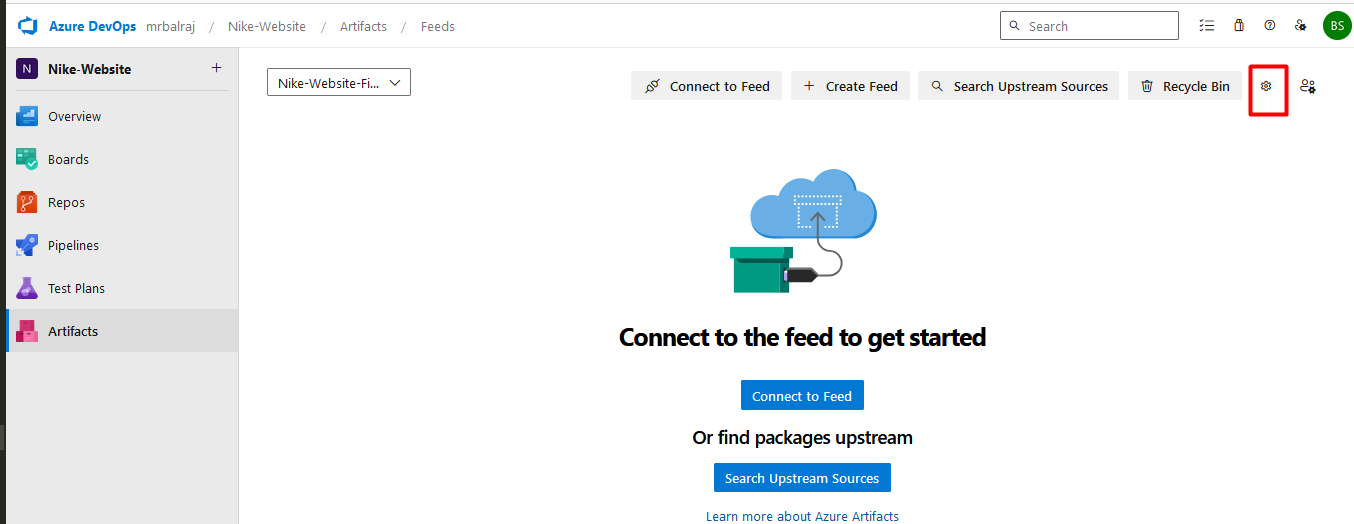 Azure DevOps mrbalraj / Nike-Website / Artifacts / Feeds
Search
BS
N Nike-Website +
Overview
Boards
Repos
Pipelines
Test Plans
Artifacts
Nike-Website-Fi...
Connect to Feed
+ Create Feed
Search Upstream Sources
Recycle Bin
Connect to the feed to get started
Connect to Feed
Or find packages upstream
Search Upstream Sources
Learn more about Azure Artifacts